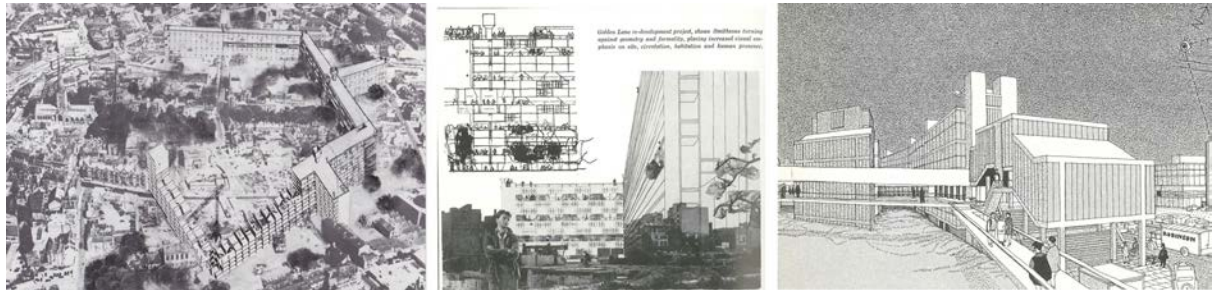 Golden Lane re-development project, shows Smithsons turning
against geometry and formality, placing increased visual em-
phasis on site, circulation, habitation and human presence.
ROBINSON